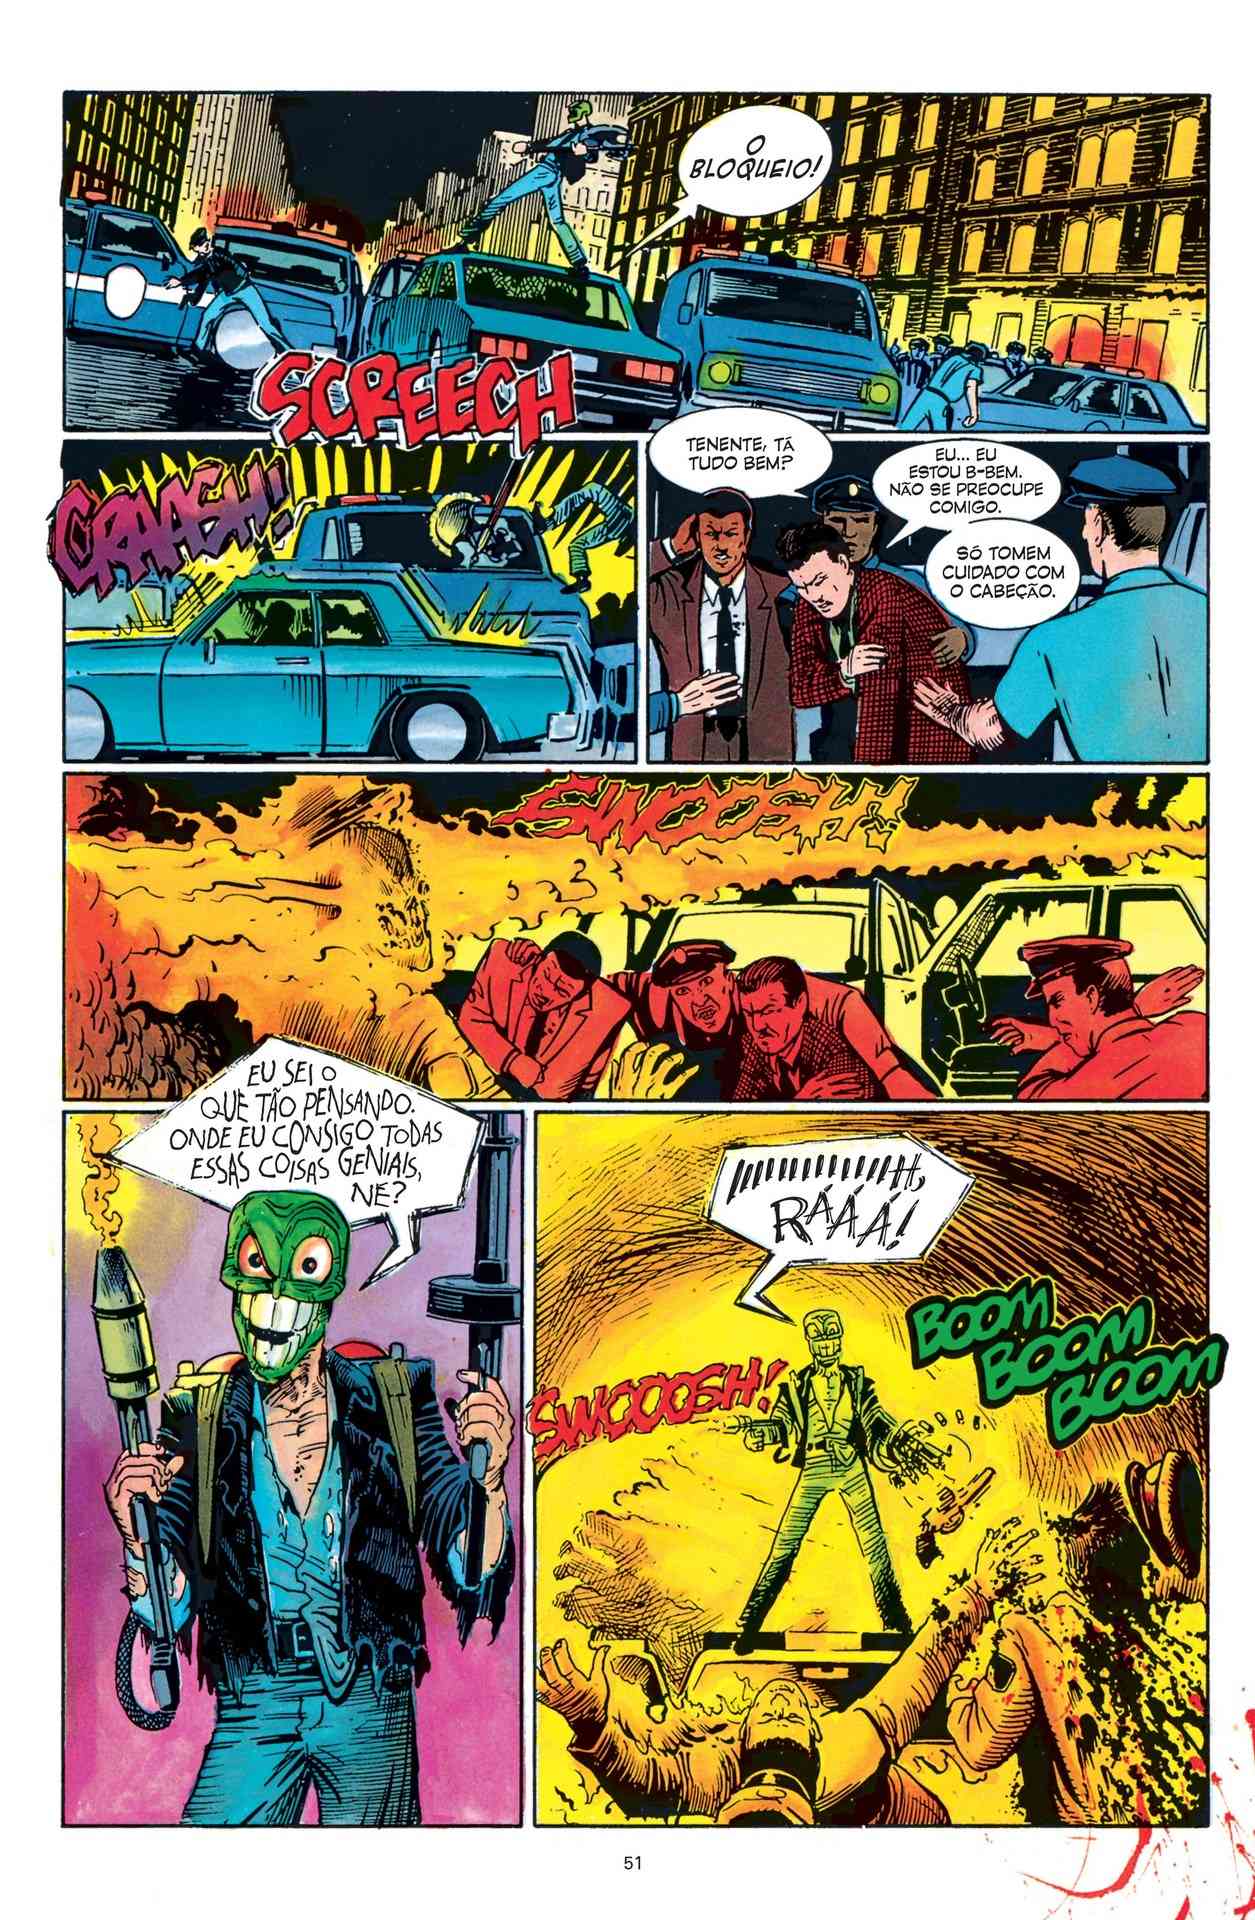 O
BLOQUEIO!
SCREECH
CRAASH!
TENENTE, TÁ
TUDO BEM?
EU... EU
ESTOU B-BEM.
NÃO SE PREOCUPE
COMIGO.
SÓ TOMEM
CUIDADO COM
O CABEÇÃO.
SWOOSH!
EU SEI O
QUE TÃO PENSANDO.
ONDE EU CONSIGO TODAS
ESSAS COISAS GENIAIS,
NÉ?
RÁÁÁ!
SWOOOSH!
BOOM
BOOM
BOOM
51